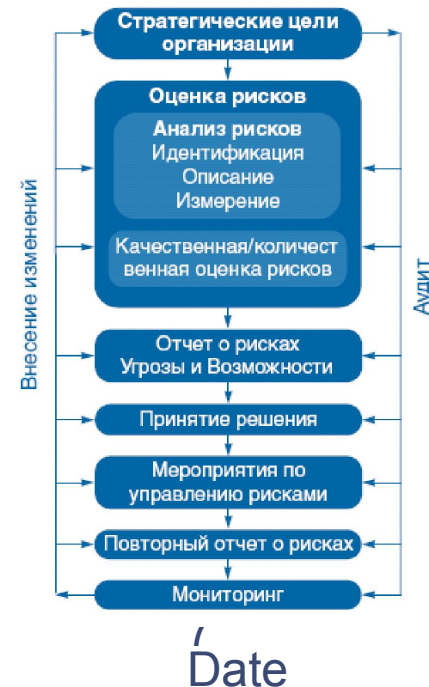 Стратегические цели
организации
Оценка рисков
Анализ рисков
Идентификация
Описание
Измерение
Качественная/количест
венная оценка рисков
Отчет о рисках
Угрозы и Возможности
Принятие решения
Мероприятия по
управлению рисками
Повторный отчет о рисках
Мониторинг
Внесение изменений
Аудит
Date